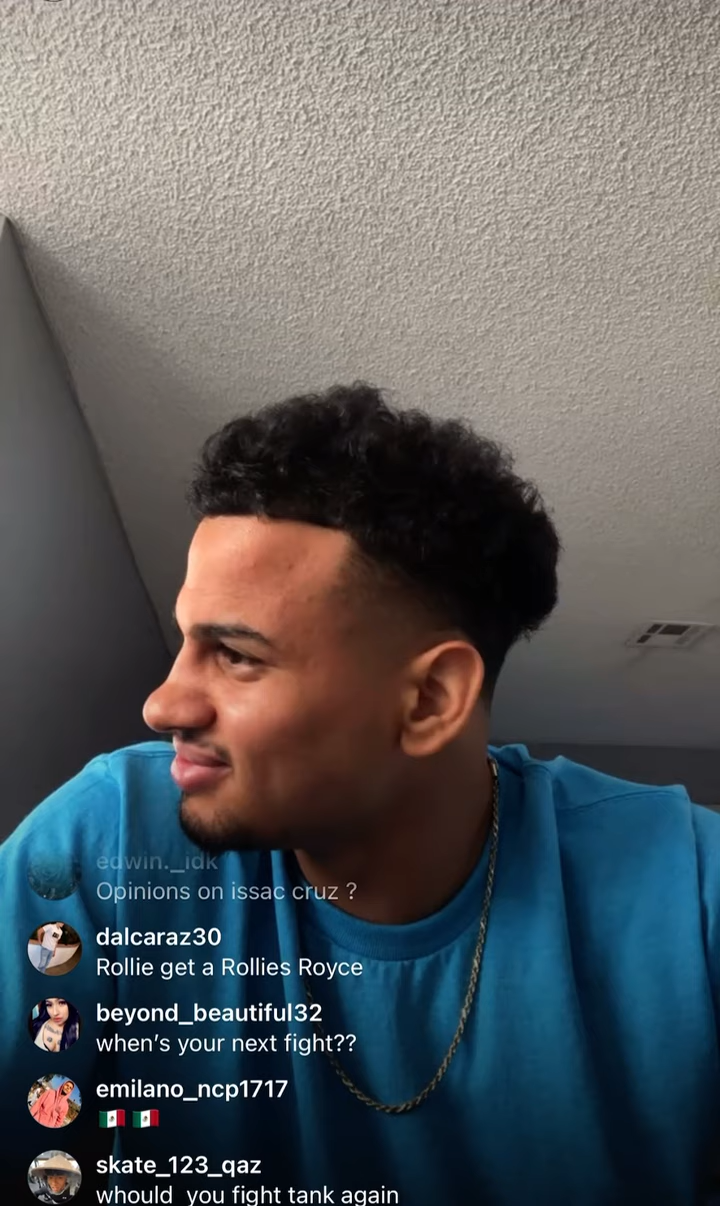 edwin._idk
Opinions on issac cruz ?
dalcaraz30
Rollie get a Rollies Royce
beyond_beautiful32
when’s your next fight??
emilano_ncp1717
🇲🇽 🇲🇽
skate_123_qaz
whould you fight tank again